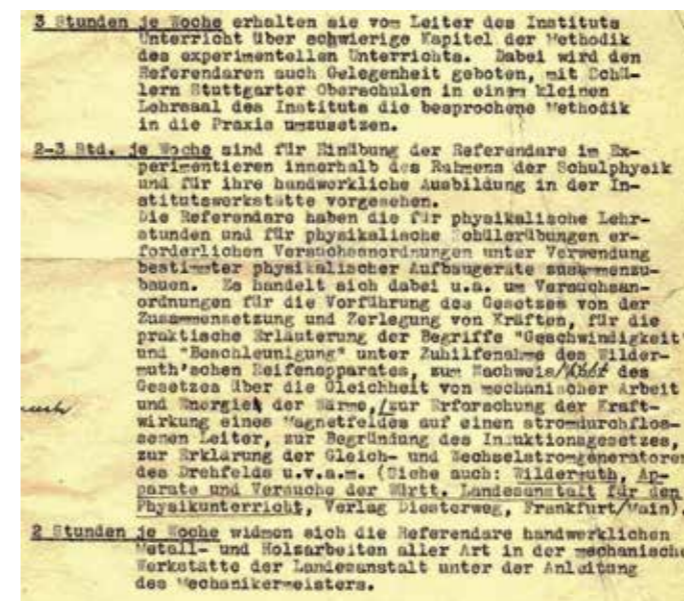 3 Stunden je Woche erhalten sie vom Leiter des Instituts
Unterricht über schwierige Kapitel der Methodik
des experimentellen Unterrichts. Dabei wird den
Referendaren auch Gelegenheit geboten, mit Schü-
lern Stuttgarter Oberschulen in einem kleinen
Lehrsaal des Instituts die besprochene Methodik
in die Praxis umzusetzen.
2-3 Std. je Woche sind für Einübung der Referendare im Ex-
perimentieren innerhalb des Rahmens der Schulphysik
und für ihre handwerkliche Ausbildung in der In-
stitutswerkstätte vorgesehen.
Die Referendare haben die für physikalische Lehr-
stunden und für physikalische Schülerübungen er-
forderlichen Versuchsanordnungen unter Verwendung
bestimmter physikalischer Aufbaugeräte zusammenzu-
bauen. Es handelt sich dabei u.a. um Versuchsan-
ordnungen für die Vorführung des Gesetzes von der
Zusammensetzung und Zerlegung von Kräften, für die
praktische Erläuterung der Begriffe "Geschwindigkeit"
und "Beschleunigung" unter Zuhilfenahme des Wilder-
muth'schen Reifenapparates, zum Nachweis des
Gesetzes über die Gleichheit von mechanischer Arbeit
und Energie der Wärme, zur Erforschung der Kraft-
wirkung eines Magnetfeldes auf einen stromdurchflos-
senen Leiter, zur Begründung des Induktionsgesetzes,
zur Erklärung der Gleich- und Wechselstromgeneratoren
des Drehfelds u.v.a.m. (Siehe auch: Wildermuth, Ap-
parate und Versuche der Württ. Landesanstalt für den
Physikunterricht, Verlag Diesterweg, Frankfurt/Main).
2 Stunden je Woche widmen sich die Referendare handwerklichen
Metall- und Holzarbeiten aller Art in der mechanische
Werkstätte der Landesanstalt unter der Anleitung
des Mechanikermeisters.